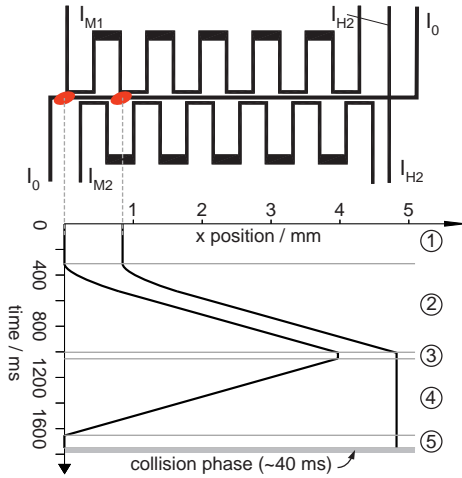 I_M1
I_H2
I_0
I_0
I_M2
I_H2
0
1
2
3
4
5
x position / mm
①
400
②
800
time / ms
③
1200
④
1600
⑤
collision phase (~40 ms)